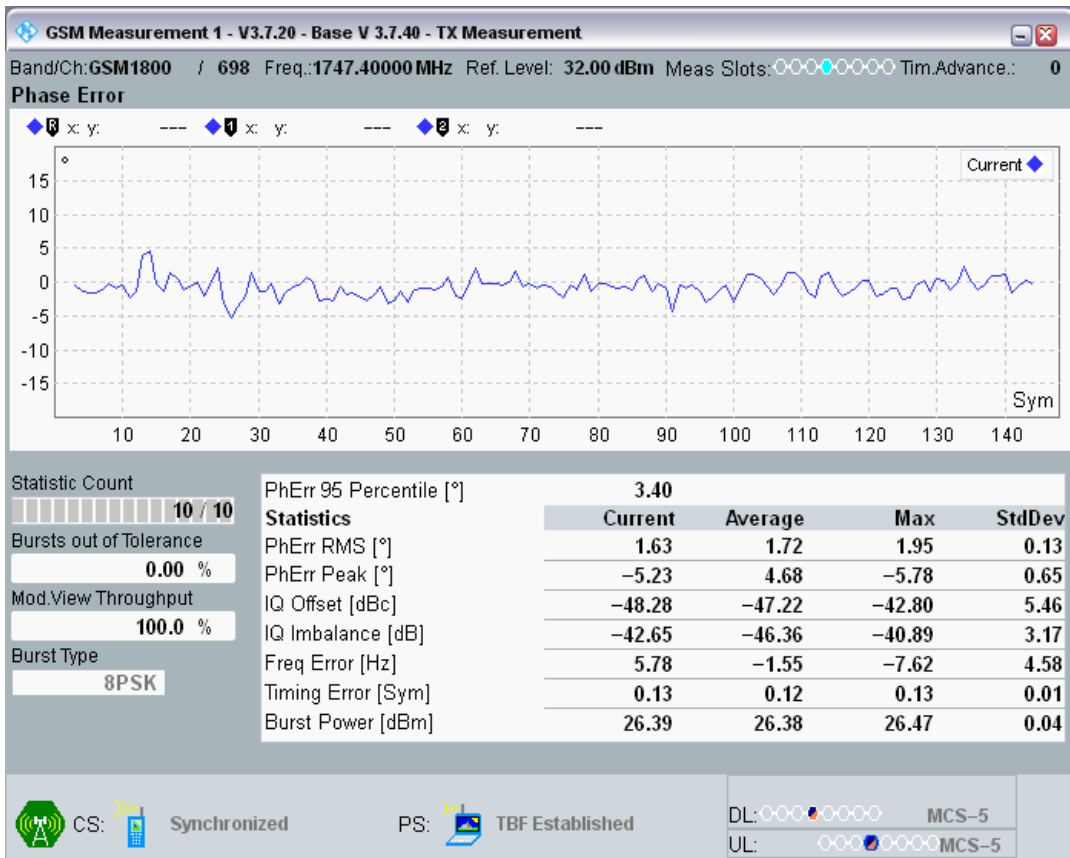 GSM Measurement 1 - V3.7.20 - Base V 3.7.40 - TX Measurement
Band/Ch:GSM1800 / 698 Freq.:1747.40000 MHz Ref. Level: 32.00 dBm Meas Slots: Tim.Advance.: 0
Phase Error
R x: y: --- 1 x: y: --- 2 x: y: ---
°
Current
15
10
5
0
-5
-10
-15
Sym
10 20 30 40 50 60 70 80 90 100 110 120 130 140
Statistic Count
10 / 10
Bursts out of Tolerance
0.00 %
Mod.View Throughput
100.0 %
Burst Type
8PSK
PhErr 95 Percentile [°] 3.40
Statistics Current Average Max StdDev
PhErr RMS [°] 1.63 1.72 1.95 0.13
PhErr Peak [°] −5.23 4.68 −5.78 0.65
IQ Offset [dBc] −48.28 −47.22 −42.80 5.46
IQ Imbalance [dB] −42.65 −46.36 −40.89 3.17
Freq Error [Hz] 5.78 −1.55 −7.62 4.58
Timing Error [Sym] 0.13 0.12 0.13 0.01
Burst Power [dBm] 26.39 26.38 26.47 0.04
CS: Synchronized PS: TBF Established
DL: MCS−5
UL: MCS−5